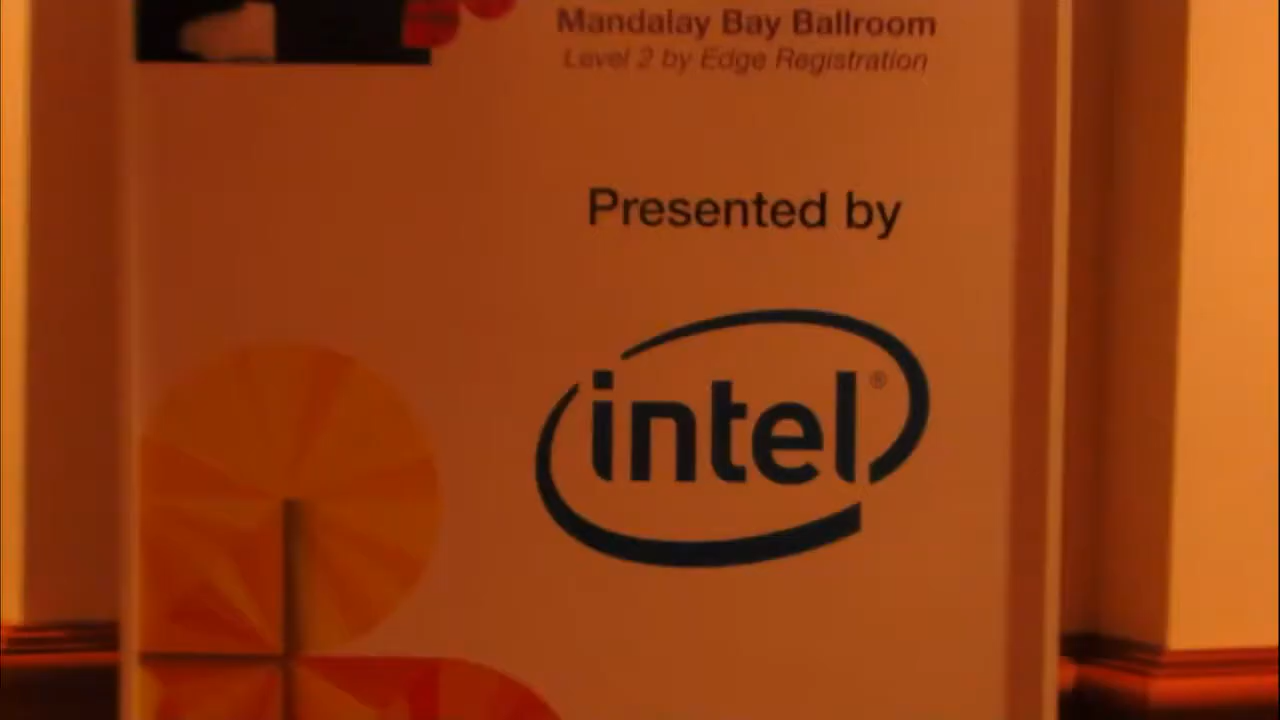 Mandalay Bay Ballroom
Level 2 by Edge Registration
Presented by
intel®